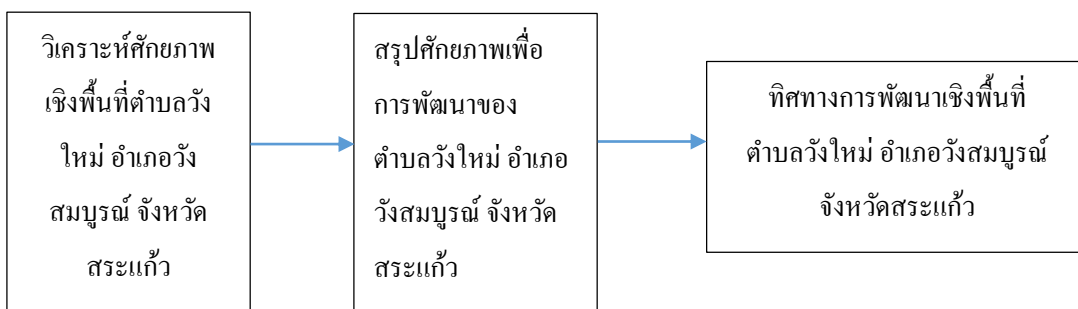 วิเคราะห์ศักยภาพ
เชิงพื้นที่ตำบลวัง
ใหม่ อำเภอวัง
สมบูรณ์ จังหวัด
สระแก้ว
สรุปศักยภาพเพื่อ
การพัฒนาของ
ตำบลวังใหม่ อำเภอ
วังสมบูรณ์ จังหวัด
สระแก้ว
ทิศทางการพัฒนาเชิงพื้นที่
ตำบลวังใหม่ อำเภอวังสมบูรณ์
จังหวัดสระแก้ว